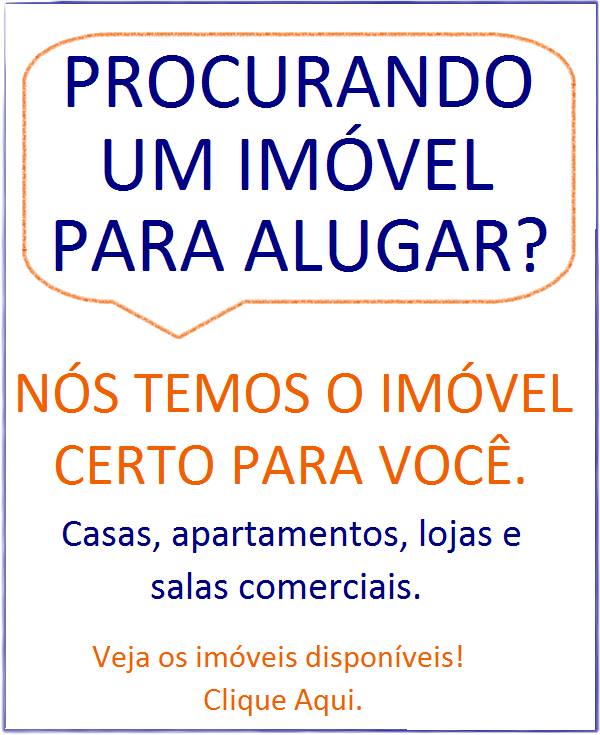 PROCURANDO
UM IMÓVEL
PARA ALUGAR?
NÓS TEMOS O IMÓVEL
CERTO PARA VOCÊ.
Casas, apartamentos, lojas e
salas comerciais.
Veja os imóveis disponíveis!
Clique Aqui.